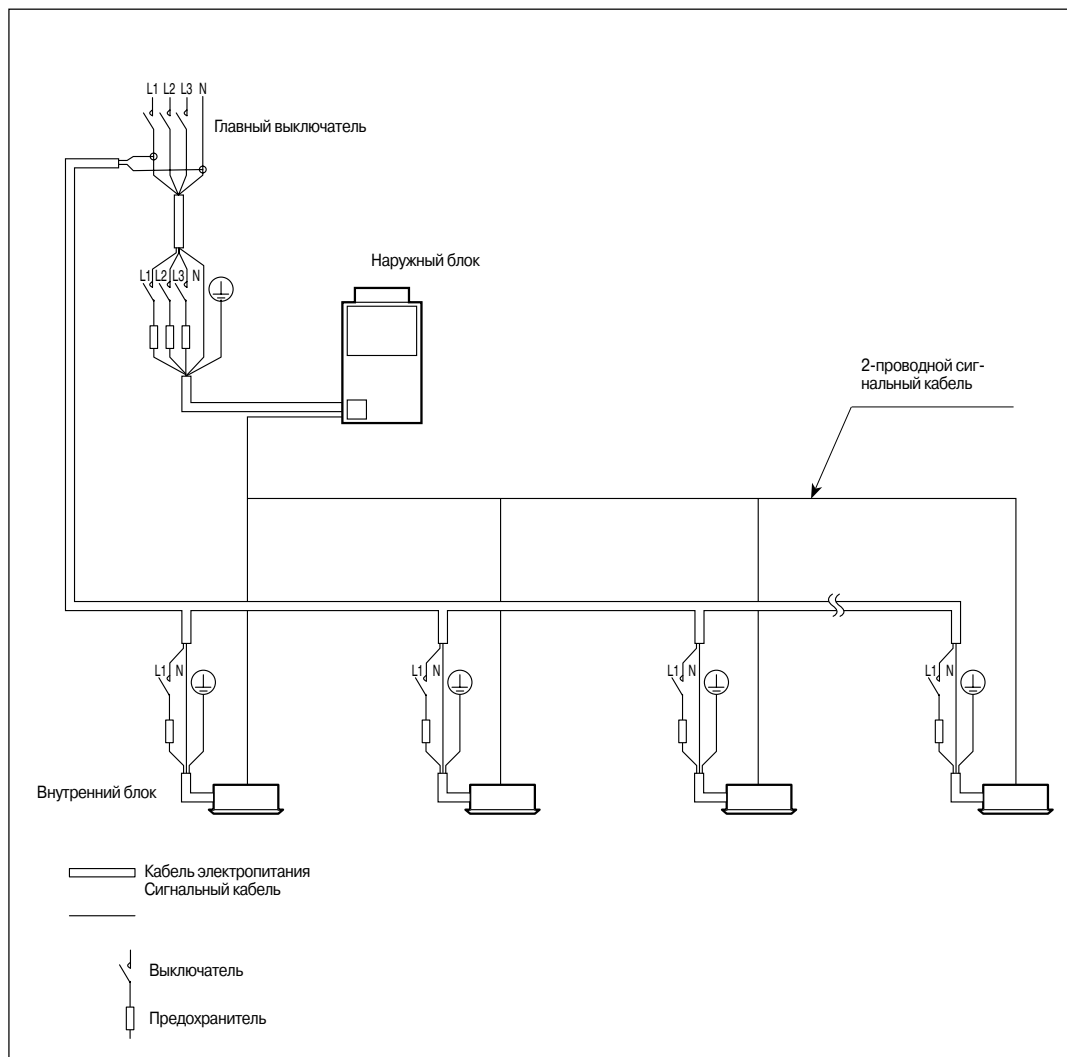 L1 L2 L3 N
Главный выключатель
L1 L2 L3 N
Наружный блок
2-проводной сиг-
нальный кабель
L1 N
L1 N
L1 N
L1 N
Внутренний блок
Кабель электропитания
Сигнальный кабель
Выключатель
Предохранитель